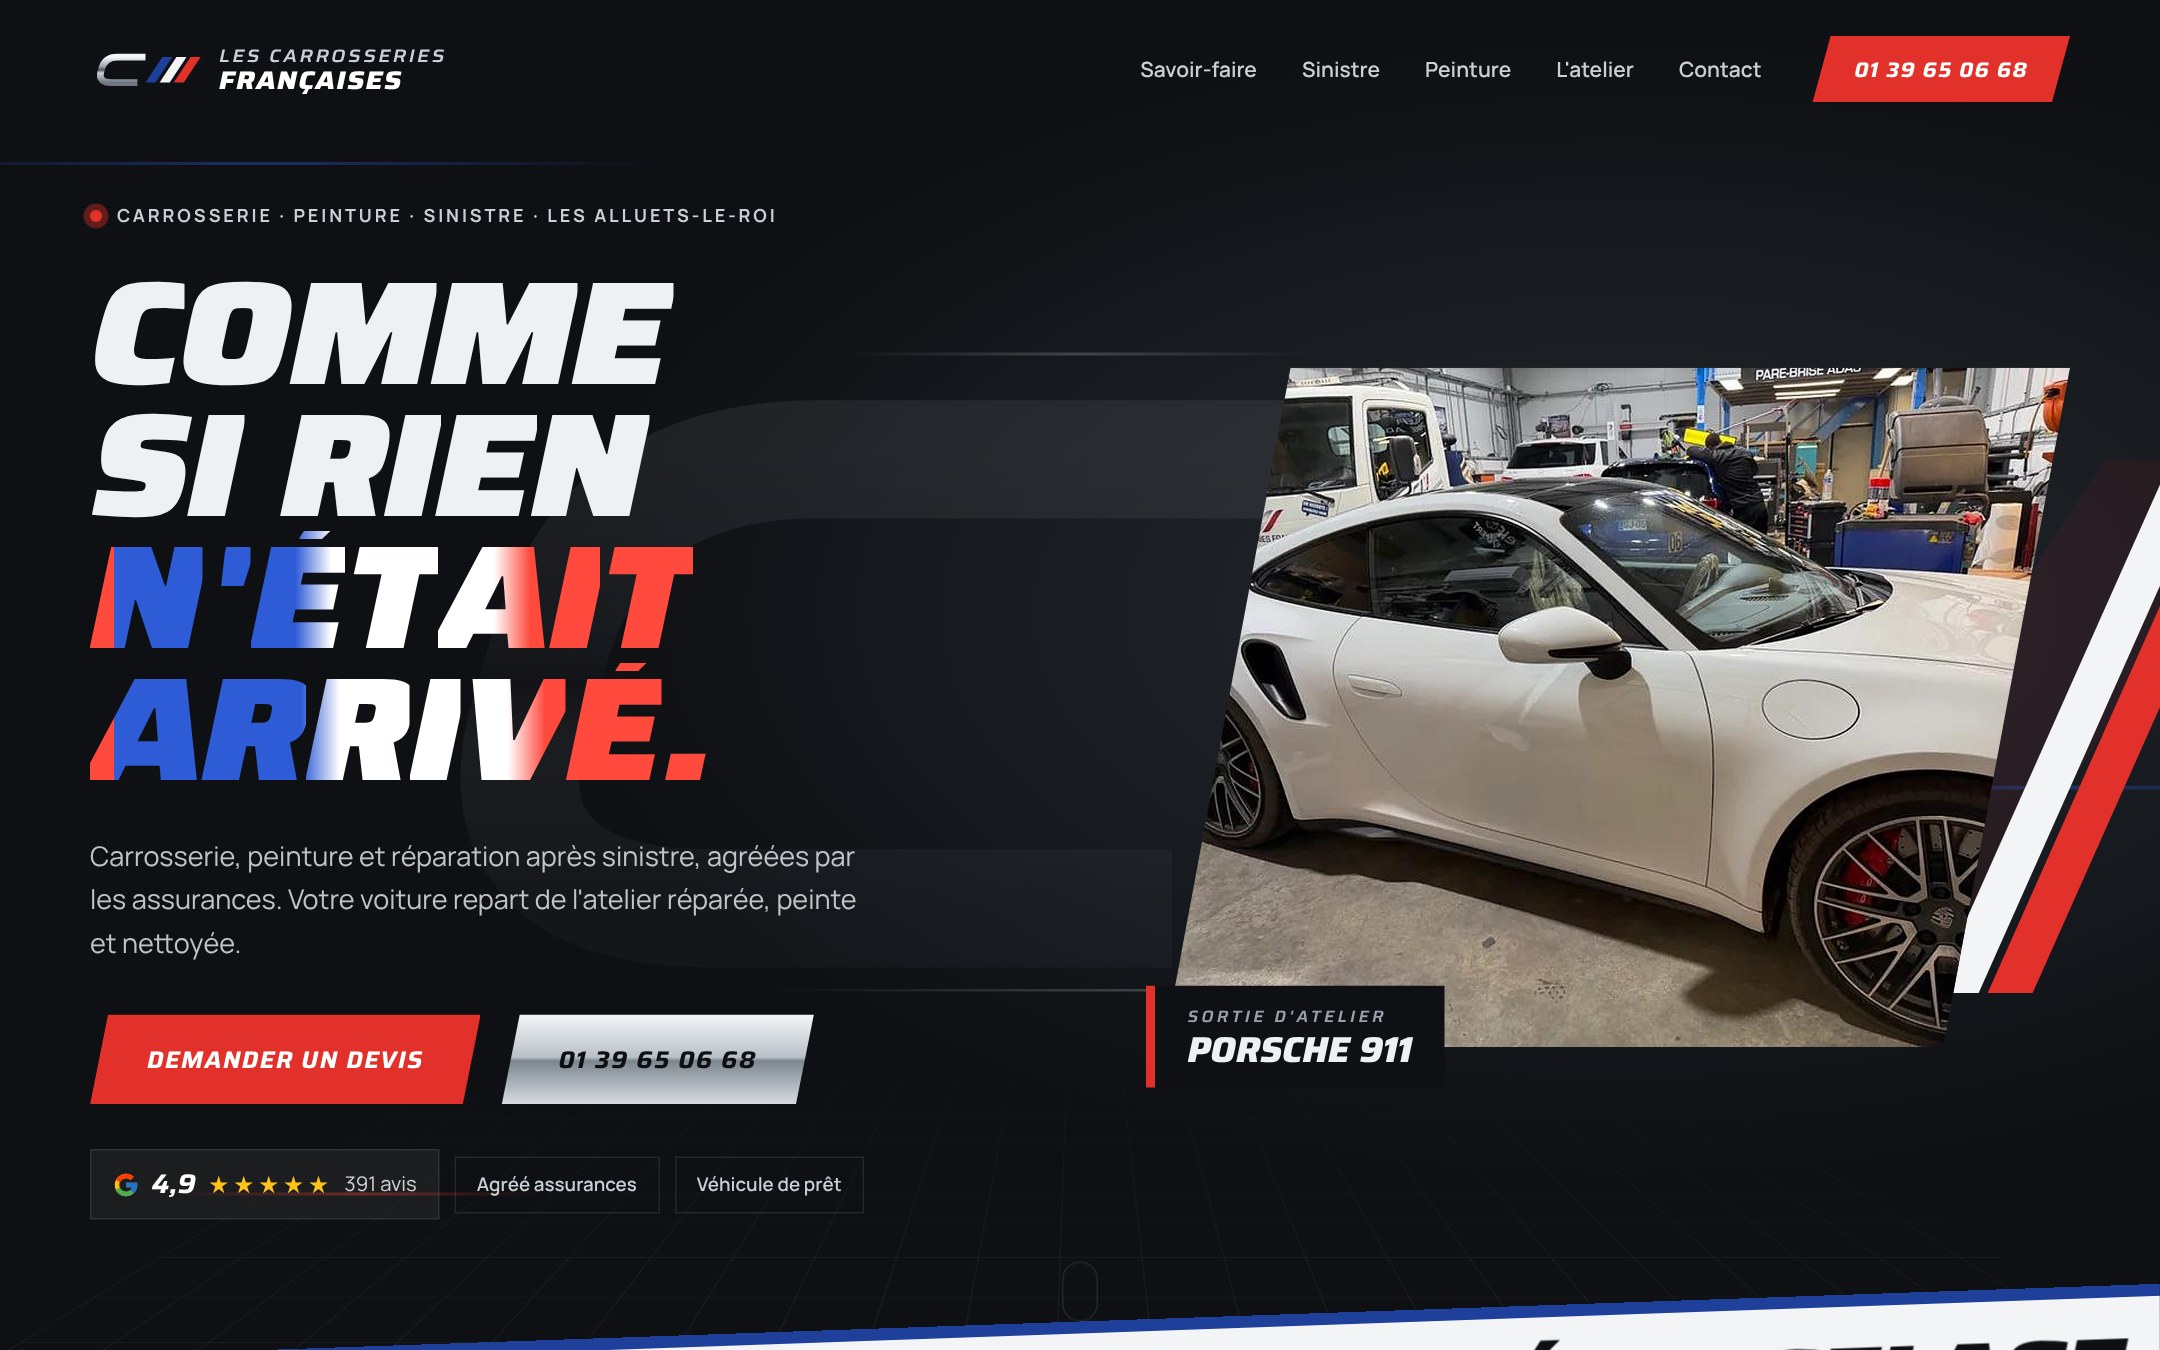 LES CARROSSERIES
FRANÇAISES
Savoir-faire
Sinistre
Peinture
L'atelier
Contact
01 39 65 06 68
CARROSSERIE · PEINTURE · SINISTRE · LES ALLUETS-LE-ROI
COMME
SI RIEN
N'ÉTAIT
ARRIVÉ.
PARE-BRISE ADAS
Carrosserie, peinture et réparation après sinistre, agréées par
les assurances. Votre voiture repart de l'atelier réparée, peinte
et nettoyée.
SORTIE D'ATELIER
PORSCHE 911
DEMANDER UN DEVIS
01 39 65 06 68
4,9 ★★★★★ 391 avis
Agréé assurances
Véhicule de prêt